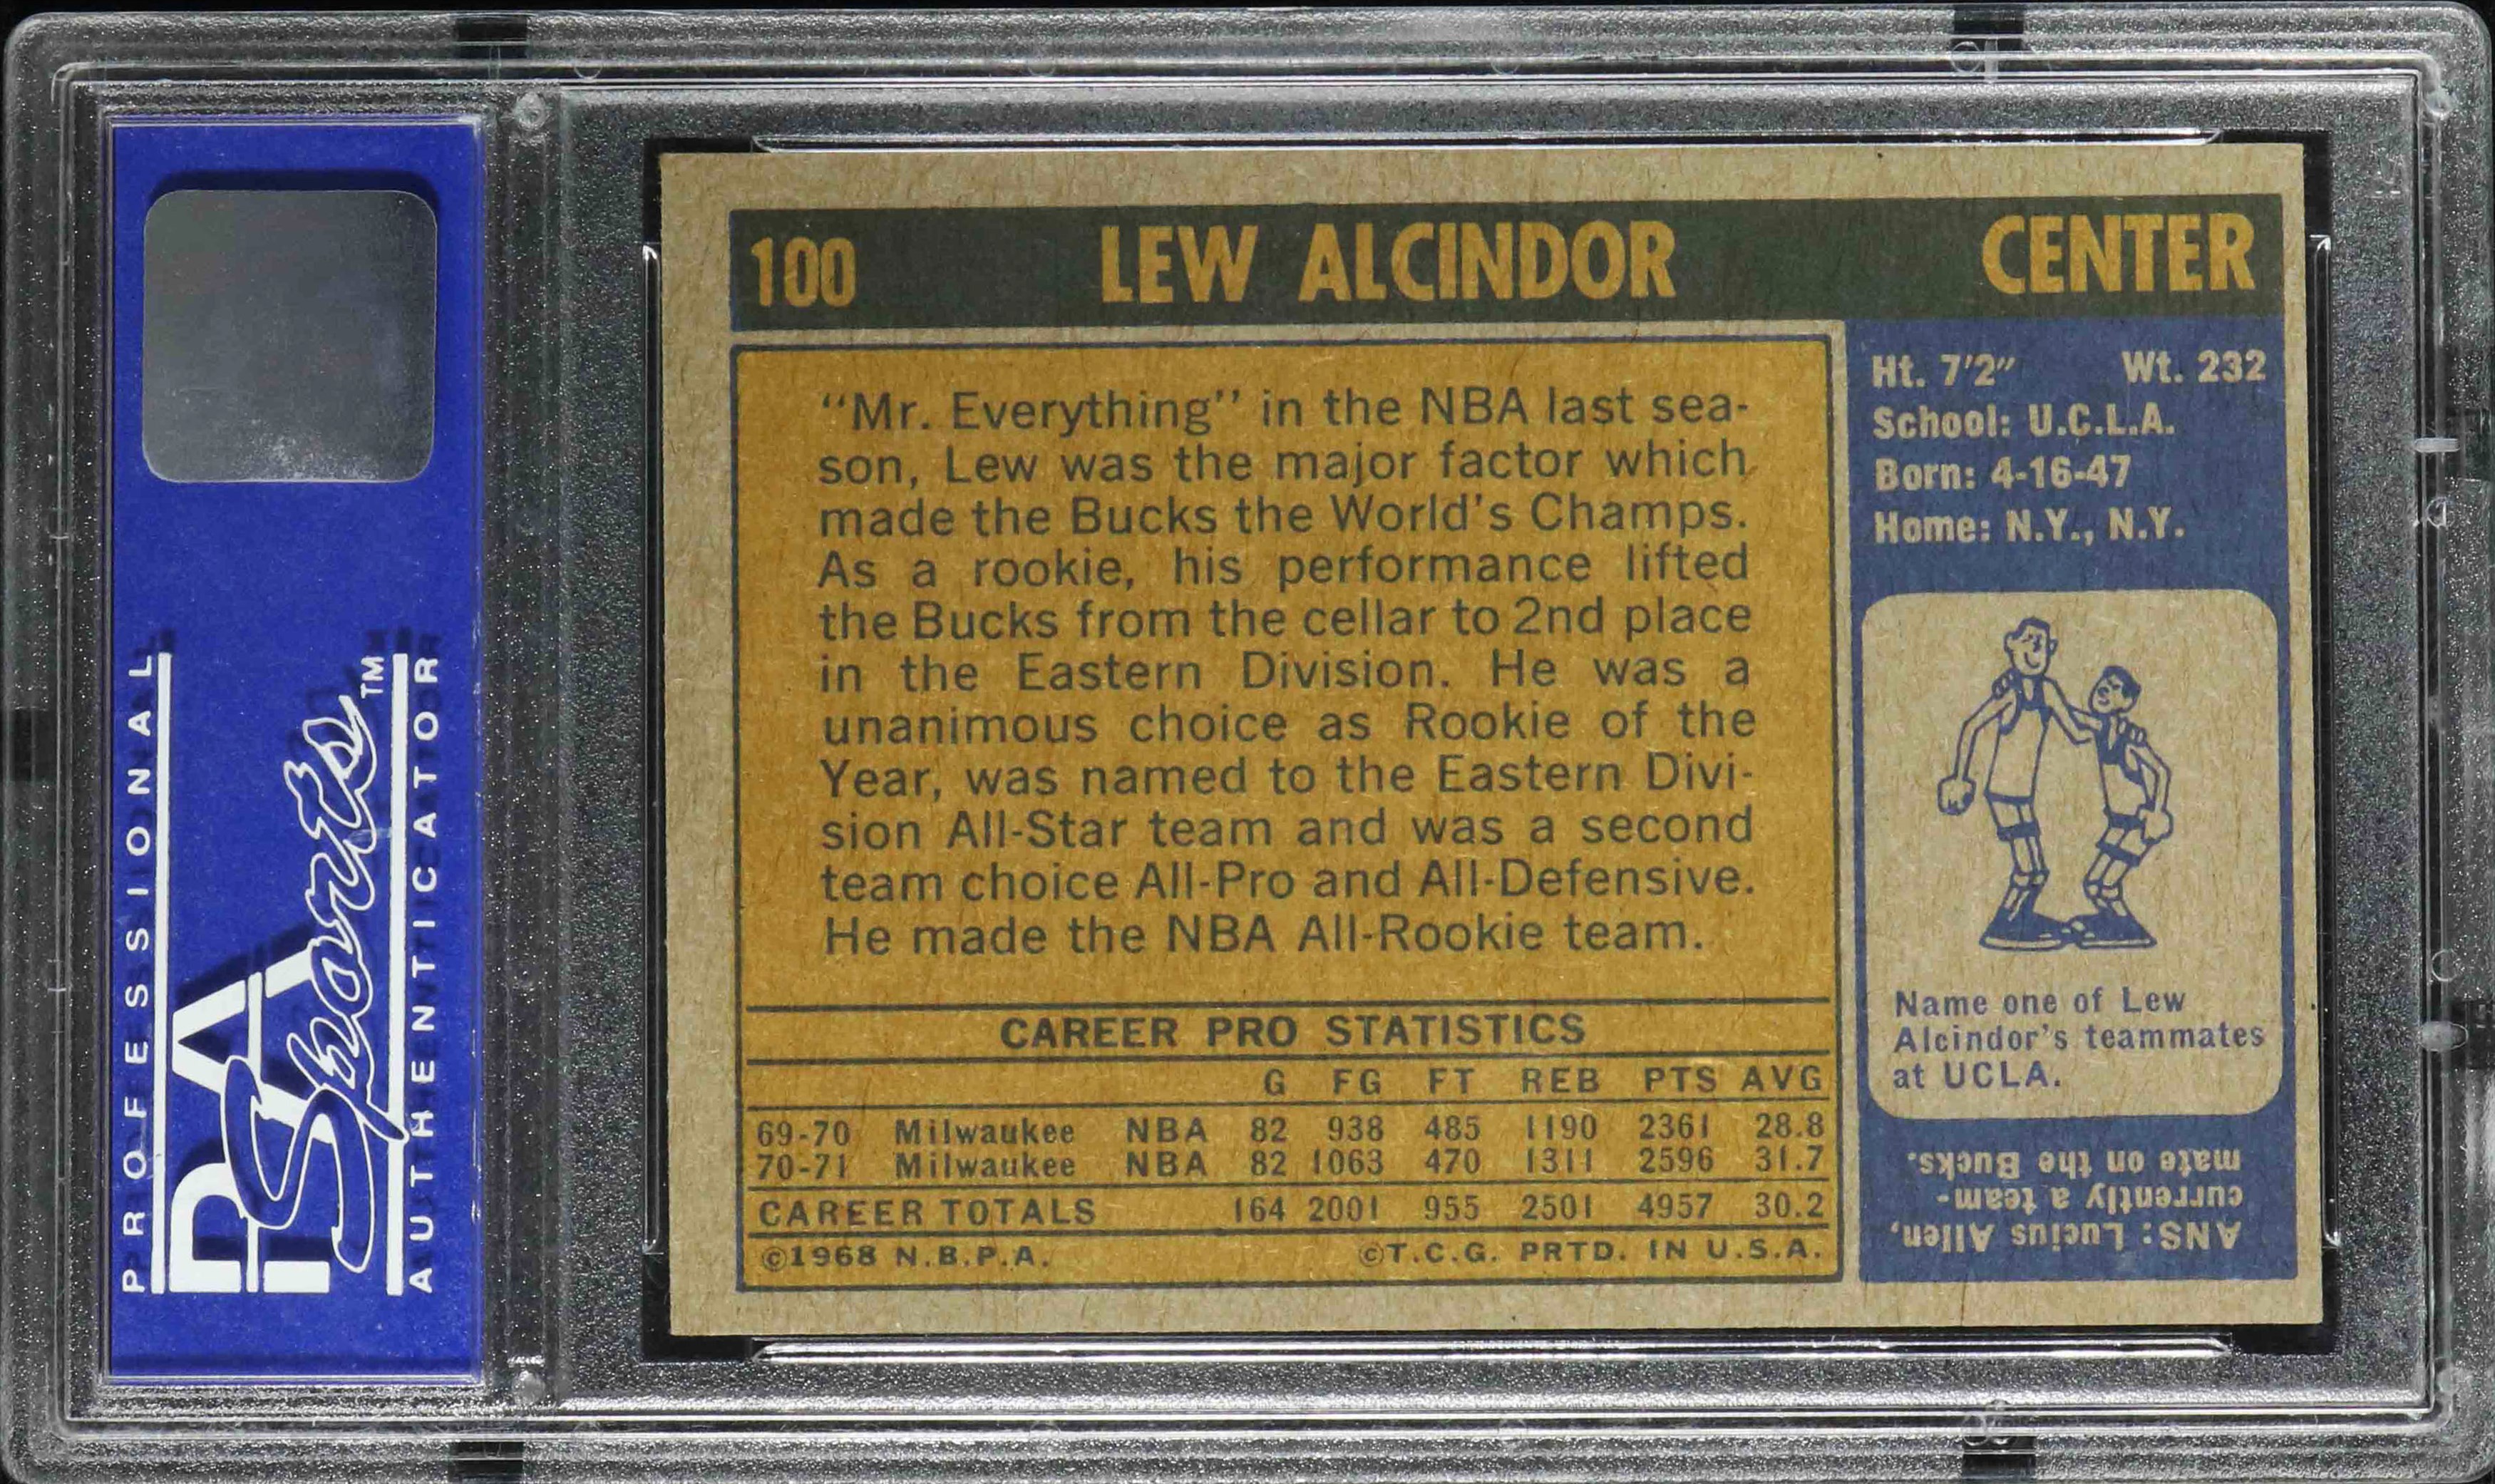 PROFESSIONAL
PSA Sports™
AUTHENTICATOR
100 LEW ALCINDOR CENTER
“Mr. Everything” in the NBA last sea-
son, Lew was the major factor which
made the Bucks the World's Champs.
As a rookie, his performance lifted
the Bucks from the cellar to 2nd place
in the Eastern Division. He was a
unanimous choice as Rookie of the
Year, was named to the Eastern Divi-
sion All-Star team and was a second
team choice All-Pro and All-Defensive.
He made the NBA All-Rookie team.
CAREER PRO STATISTICS
G FG FT REB PTS AVG
69-70 Milwaukee NBA 82 938 485 1190 2361 28.8
70-71 Milwaukee NBA 82 1063 470 1311 2596 31.7
CAREER TOTALS 164 2001 955 2501 4957 30.2
©1968 N.B.P.A. ©T.C.G. PRTD. IN U.S.A.
Ht. 7'2" Wt. 232
School: U.C.L.A.
Born: 4-16-47
Home: N.Y., N.Y.
Name one of Lew
Alcindor's teammates
at UCLA.
ANS: Lucius Allen,
currently a team-
mate on the Bucks.